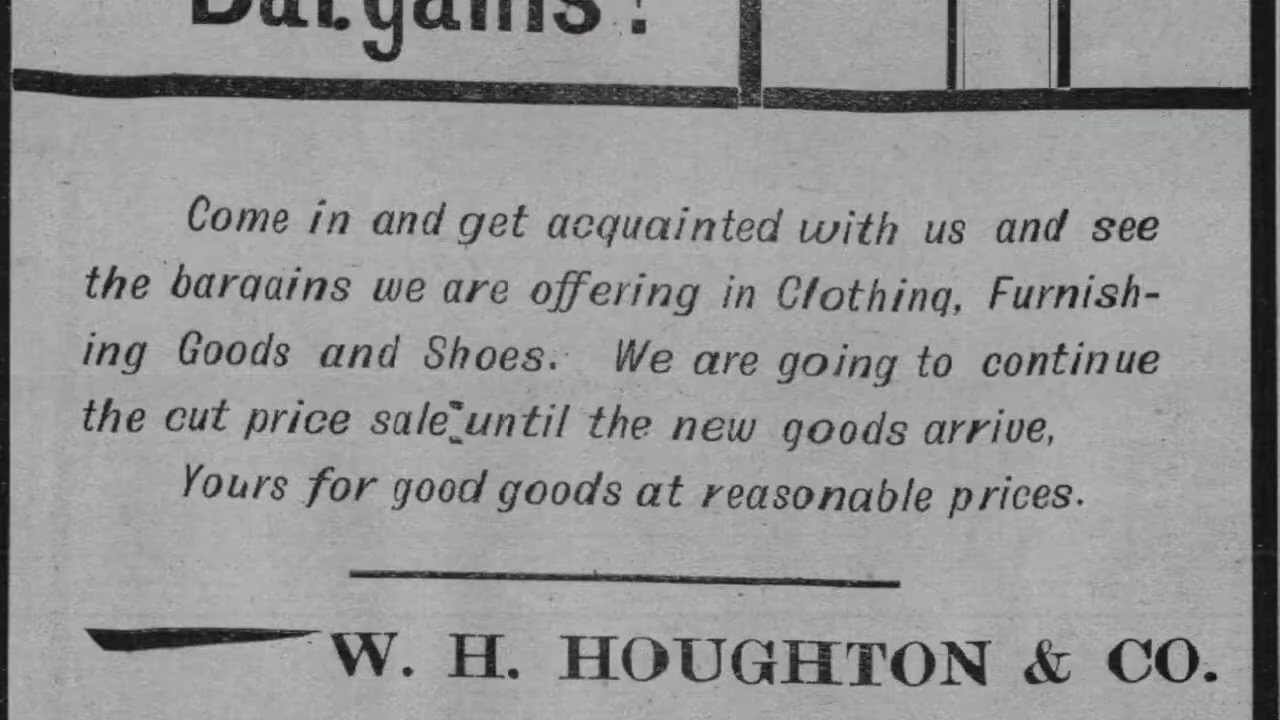 Bargains!
Come in and get acquainted with us and see
the bargains we are offering in Clothing, Furnish-
ing Goods and Shoes. We are going to continue
the cut price sale until the new goods arrive,
Yours for good goods at reasonable prices.
W. H. HOUGHTON & CO.